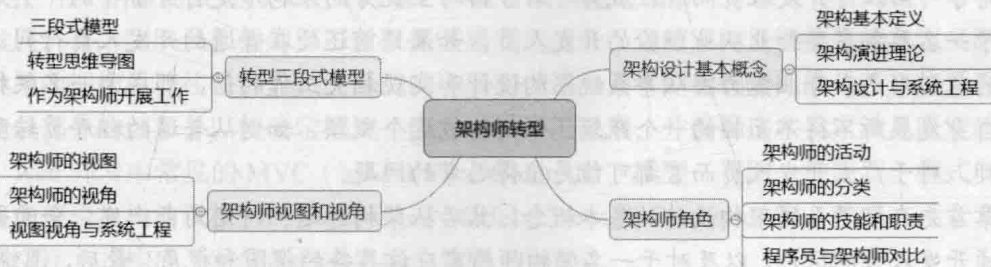 三段式模型
转型思维导图
作为架构师开展工作
转型三段式模型
架构师的视图
架构师的视角
视图视角与系统工程
架构师视图和视角
架构师转型
架构设计基本概念
架构基本定义
架构演进理论
架构设计与系统工程
架构师角色
架构师的活动
架构师的分类
架构师的技能和职责
程序员与架构师对比